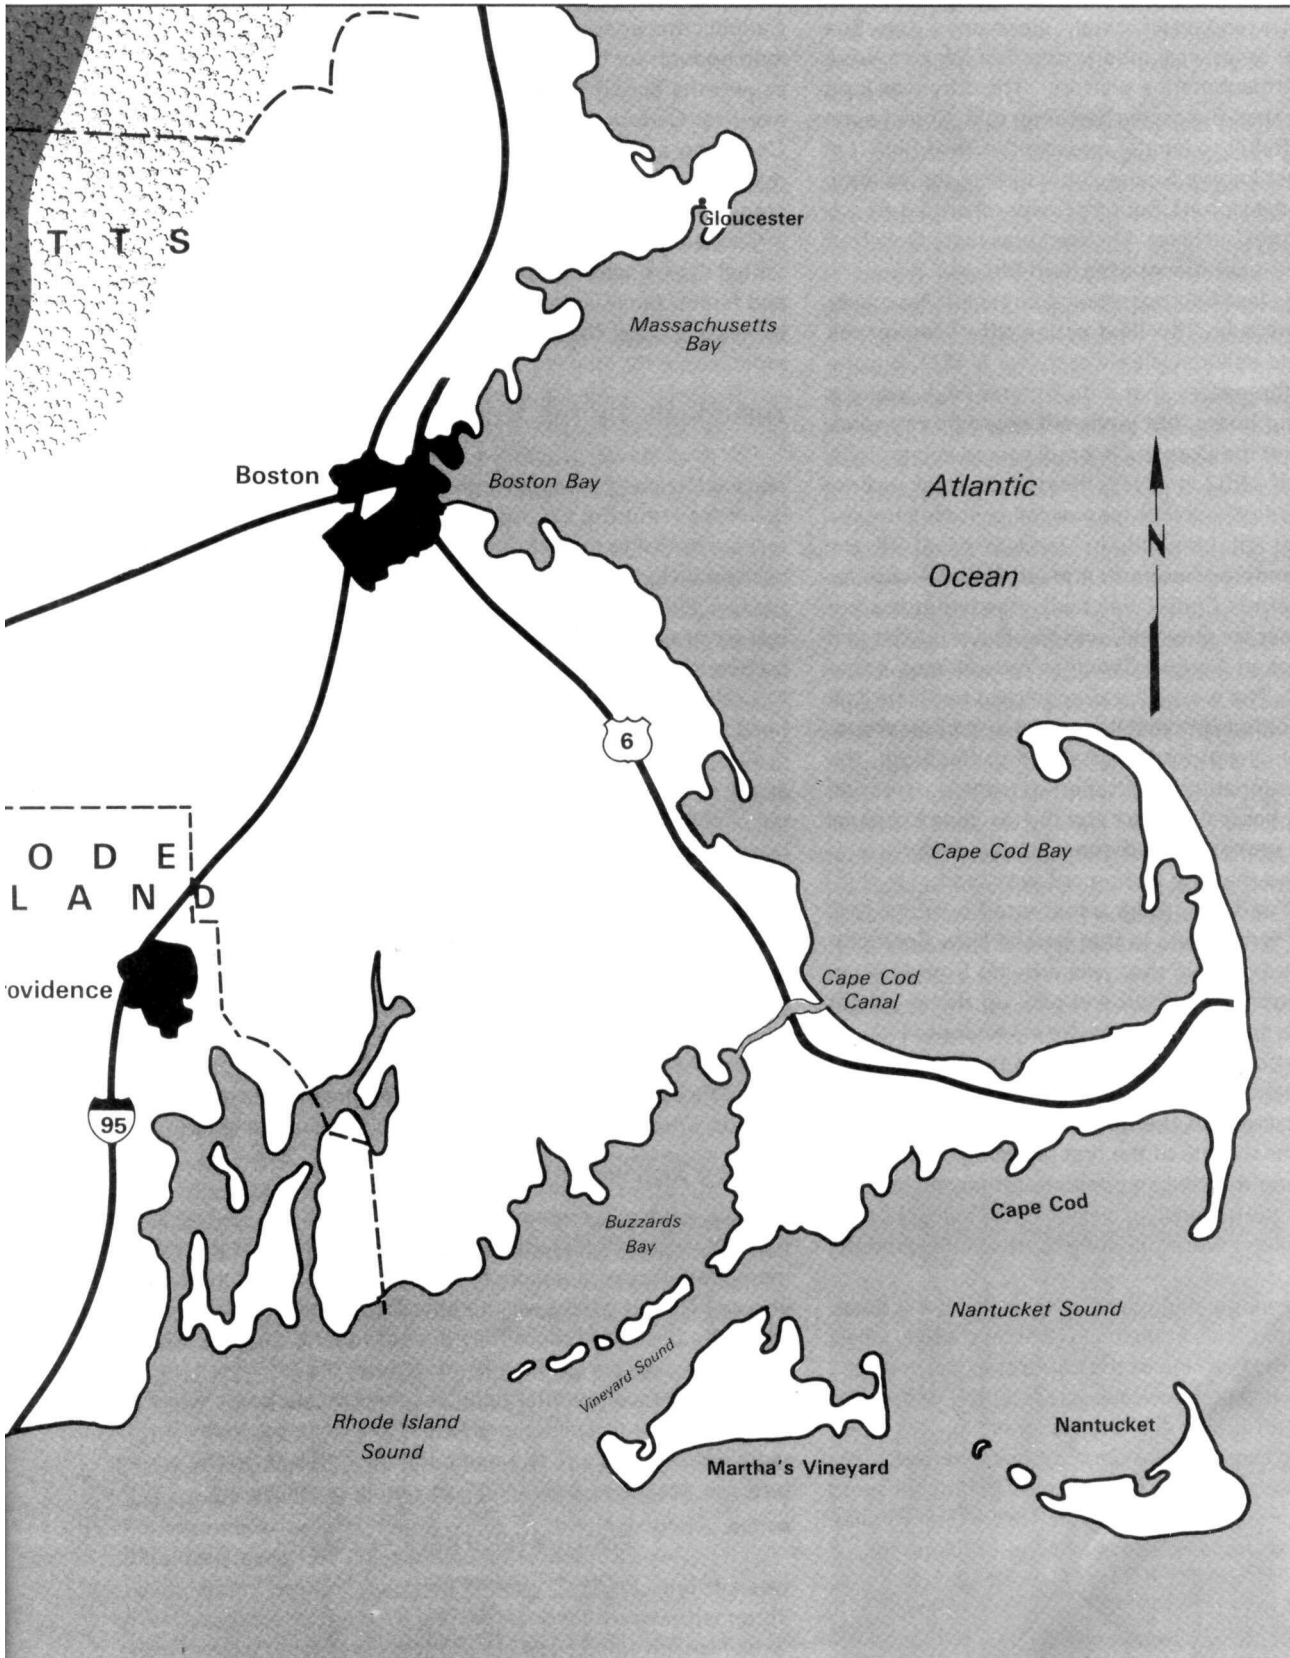 Gloucester
T T S
Massachusetts
Bay
Boston
Boston Bay
Atlantic
Ocean
N
6
O D E
L A N D
Cape Cod Bay
ovidence
Cape Cod
Canal
95
Cape Cod
Buzzards
Bay
Nantucket Sound
Vineyard Sound
Rhode Island
Sound
Nantucket
Martha's Vineyard